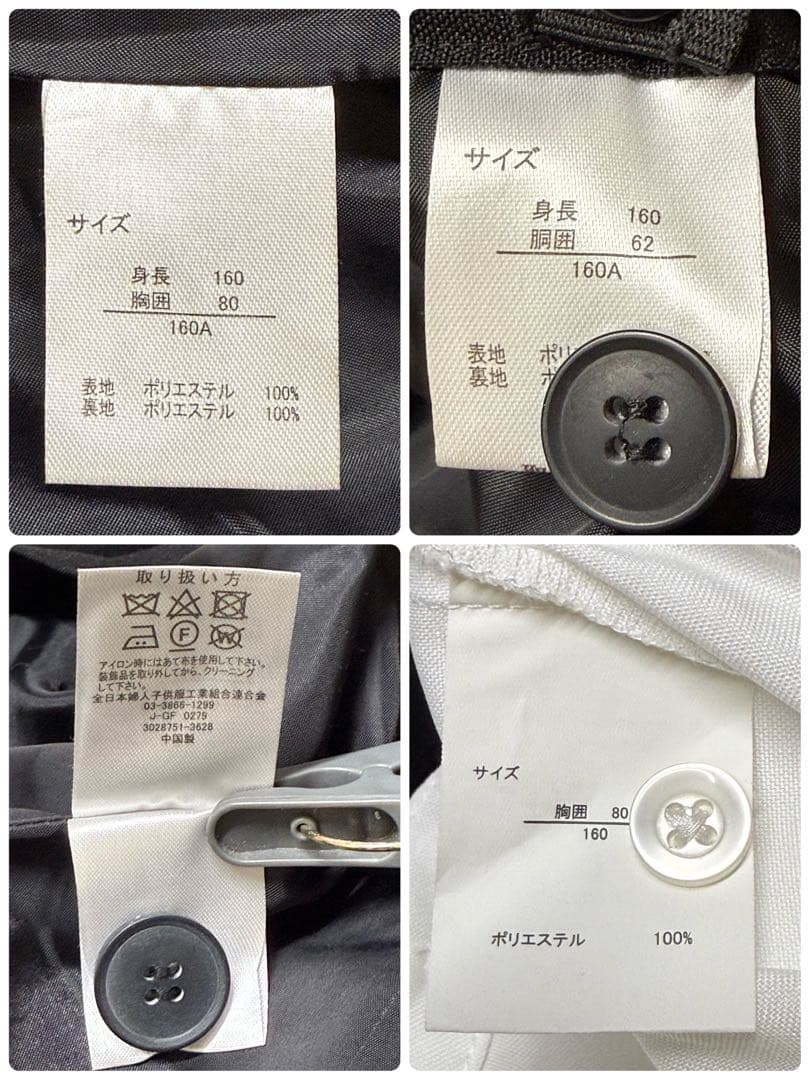 サイズ
身長 160
胸囲 80
160A
表地 ポリエステル 100%
裏地 ポリエステル 100%
サイズ
身長 160
胴囲 62
160A
表地
裏地
取り扱い方
F W
アイロン時にはあて布を使用して下さい。
装飾品を取り外してから、クリーニング
して下さい。
全日本婦人子供服工業組合連合会
03-3866-1299
J-GF 0279
3028751-3628
中国製
サイズ
胸囲 80
160
ポリエステル 100%